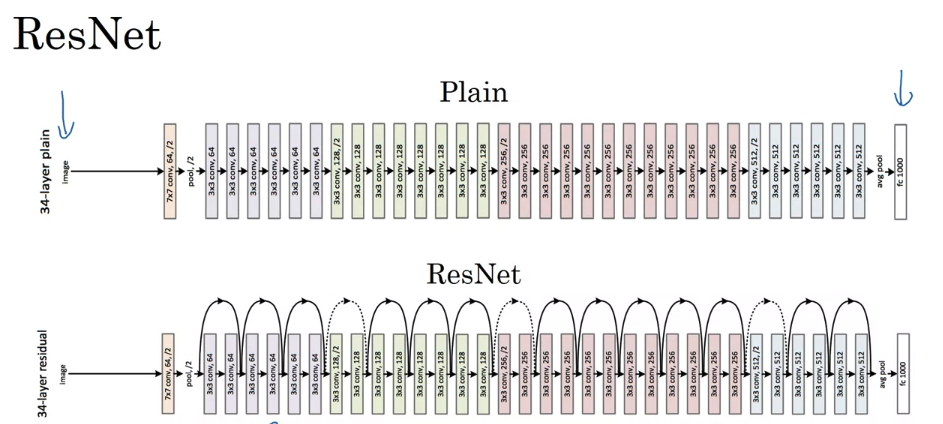 ResNet
Plain
34-layer plain
image
7x7 conv, 64, /2
pool, /2
3x3 conv, 64
3x3 conv, 64
3x3 conv, 64
3x3 conv, 64
3x3 conv, 64
3x3 conv, 64
3x3 conv, 128, /2
3x3 conv, 128
3x3 conv, 128
3x3 conv, 128
3x3 conv, 128
3x3 conv, 128
3x3 conv, 128
3x3 conv, 128
3x3 conv, 256, /2
3x3 conv, 256
3x3 conv, 256
3x3 conv, 256
3x3 conv, 256
3x3 conv, 256
3x3 conv, 256
3x3 conv, 256
3x3 conv, 256
3x3 conv, 256
3x3 conv, 256
3x3 conv, 256
3x3 conv, 512, /2
3x3 conv, 512
3x3 conv, 512
3x3 conv, 512
3x3 conv, 512
3x3 conv, 512
avg pool
fc 1000
ResNet
34-layer residual
image
7x7 conv, 64, /2
pool, /2
3x3 conv, 64
3x3 conv, 64
3x3 conv, 64
3x3 conv, 64
3x3 conv, 64
3x3 conv, 64
3x3 conv, 128, /2
3x3 conv, 128
3x3 conv, 128
3x3 conv, 128
3x3 conv, 128
3x3 conv, 128
3x3 conv, 128
3x3 conv, 128
3x3 conv, 256, /2
3x3 conv, 256
3x3 conv, 256
3x3 conv, 256
3x3 conv, 256
3x3 conv, 256
3x3 conv, 256
3x3 conv, 256
3x3 conv, 256
3x3 conv, 256
3x3 conv, 256
3x3 conv, 256
3x3 conv, 512, /2
3x3 conv, 512
3x3 conv, 512
3x3 conv, 512
3x3 conv, 512
3x3 conv, 512
avg pool
fc 1000